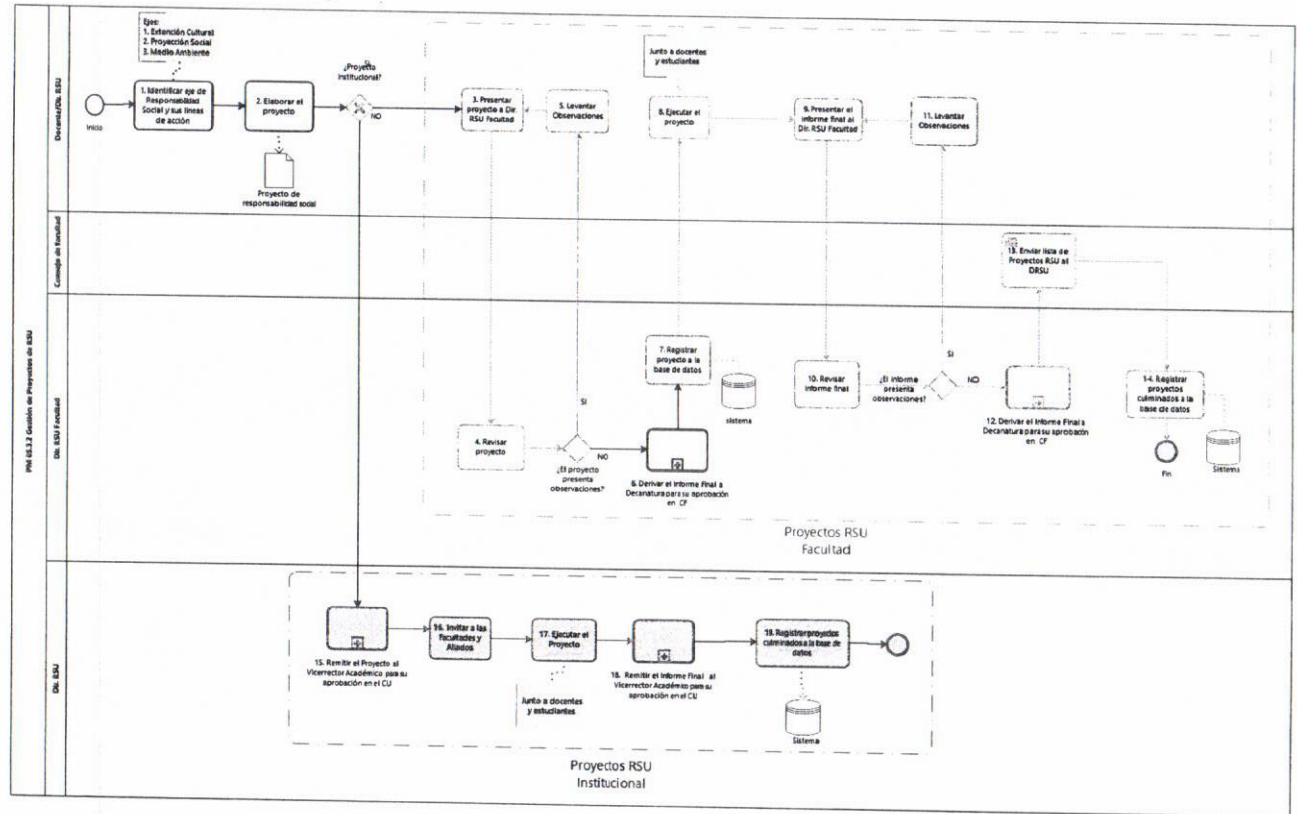 PM 05.3.2 Gestión de Proyectos de RSU
Docente/Dir. RSU
Consejo de Facultad
Dir. RSU Facultad
Dir. RSU
Ejes:
1. Extención Cultural
2. Proyección Social
3. Medio Ambiente
Inicio
1. Identificar eje de
Responsabilidad
Social y sus líneas
de acción
2. Elaborar el
proyecto
Proyecto de
responsabilidad social
¿Proyecto
institucional?
SI
NO
3. Presentar
proyecto a Dir.
RSU Facultad
5. Levantar
Observaciones
Junto a docentes
y estudiantes
8. Ejecutar el
proyecto
9. Presentar el
informe final al
Dir. RSU Facultad
11. Levantar
Observaciones
13. Enviar lista de
Proyectos RSU al
DRSU
4. Revisar
proyecto
SI
NO
¿El proyecto
presenta
observaciones?
6. Derivar el Informe Final a
Decanatura para su aprobación
en CF
7. Registrar
proyecto a la
base de datos
sistema
10. Revisar
informe final
¿El informe
presenta
observaciones?
SI
NO
12. Derivar el Informe Final a
Decanatura para su aprobación
en CF
14. Registrar
proyectos
culminados a la
base de datos
Fin
Sistema
Proyectos RSU
Facultad
15. Remitir el Proyecto al
Vicerrector Académico para su
aprobación en el CU
16. Invitar a las
Facultades y
Aliados
17. Ejecutar el
Proyecto
Junto a docentes
y estudiantes
18. Remitir el Informe Final al
Vicerrector Académico para su
aprobación en el CU
19. Registrar proyectos
culminados a la base de
datos
Sistema
Proyectos RSU
Institucional